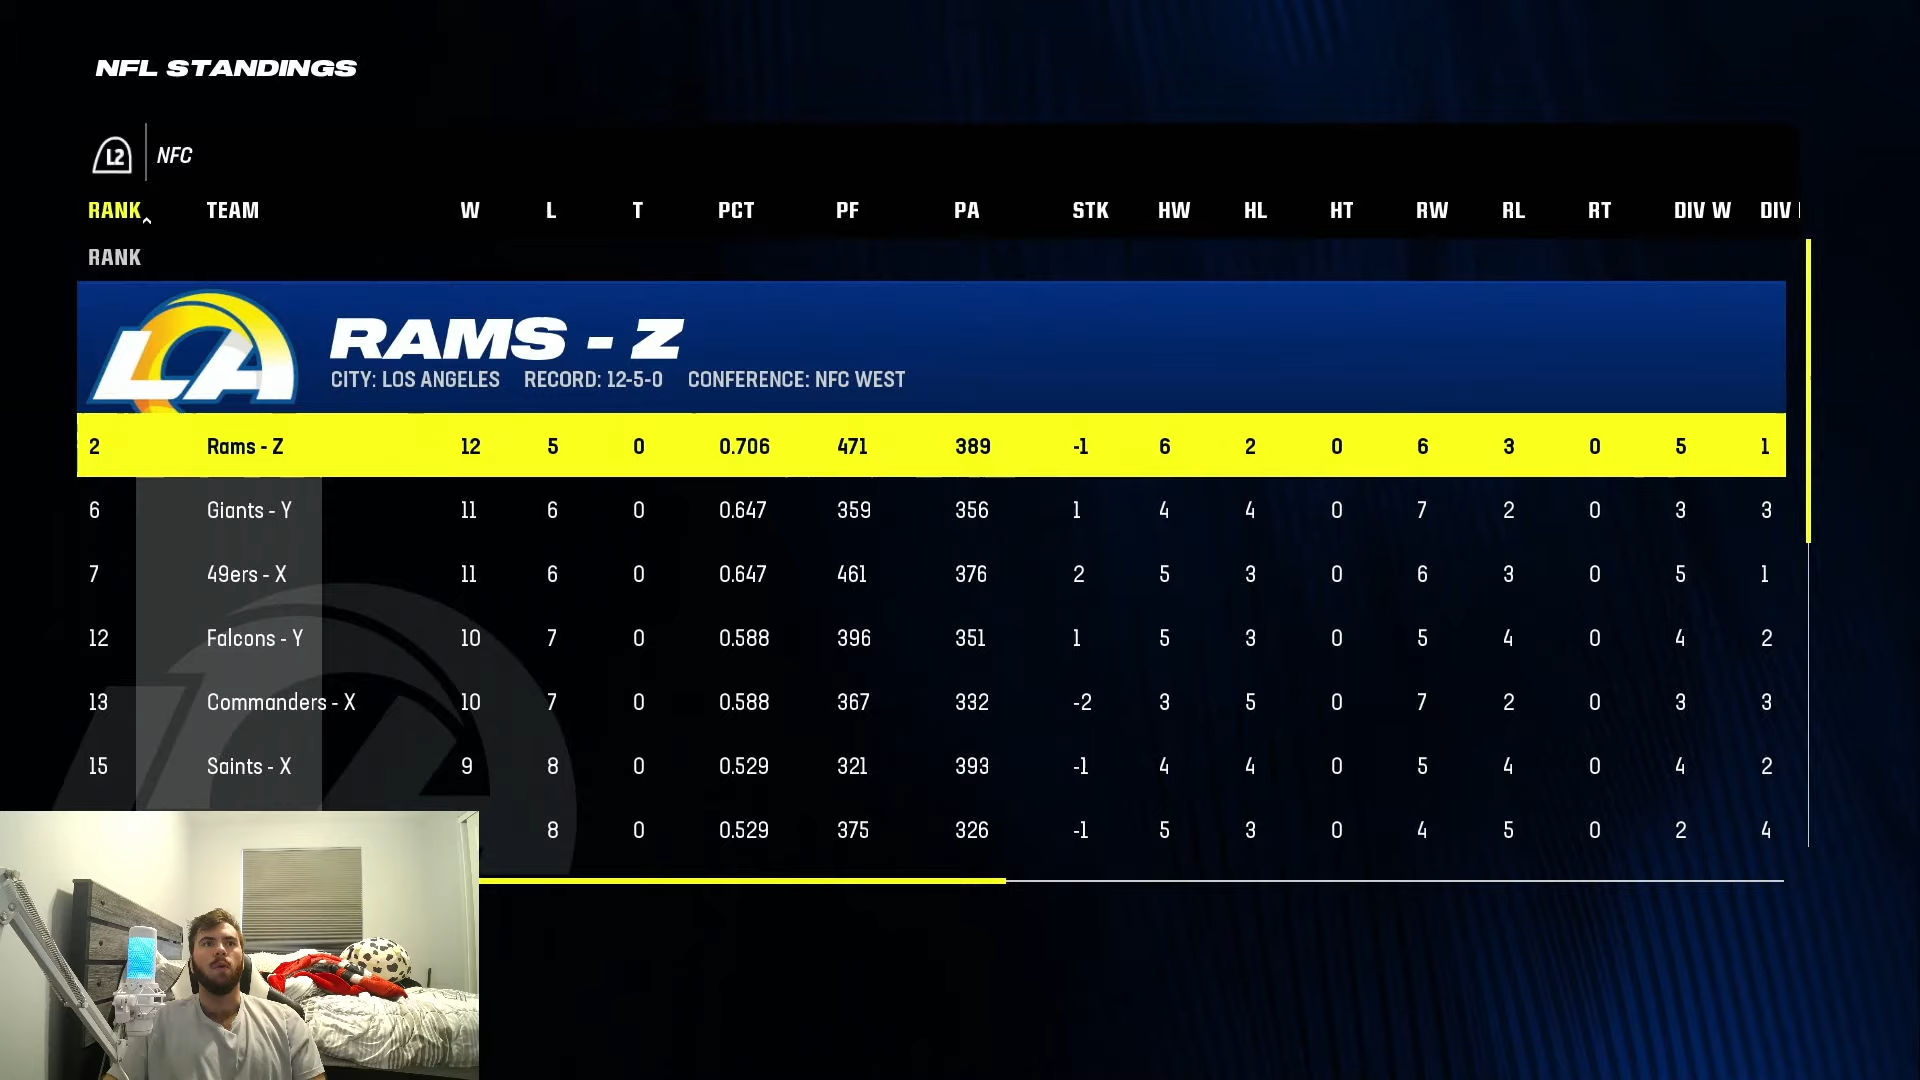 NFL STANDINGS
L2 NFC
RANK TEAM W L T PCT PF PA STK HW HL HT RW RL RT DIV W DIV
RANK
LA RAMS - Z
CITY: LOS ANGELES RECORD: 12-5-0 CONFERENCE: NFC WEST
2 Rams - Z 12 5 0 0.706 471 389 -1 6 2 0 6 3 0 5 1
6 Giants - Y 11 6 0 0.647 359 356 1 4 4 0 7 2 0 3 3
7 49ers - X 11 6 0 0.647 461 376 2 5 3 0 6 3 0 5 1
12 Falcons - Y 10 7 0 0.588 396 351 1 5 3 0 5 4 0 4 2
13 Commanders - X 10 7 0 0.588 367 332 -2 3 5 0 7 2 0 3 3
15 Saints - X 9 8 0 0.529 321 393 -1 4 4 0 5 4 0 4 2
8 0 0.529 375 326 -1 5 3 0 4 5 0 2 4